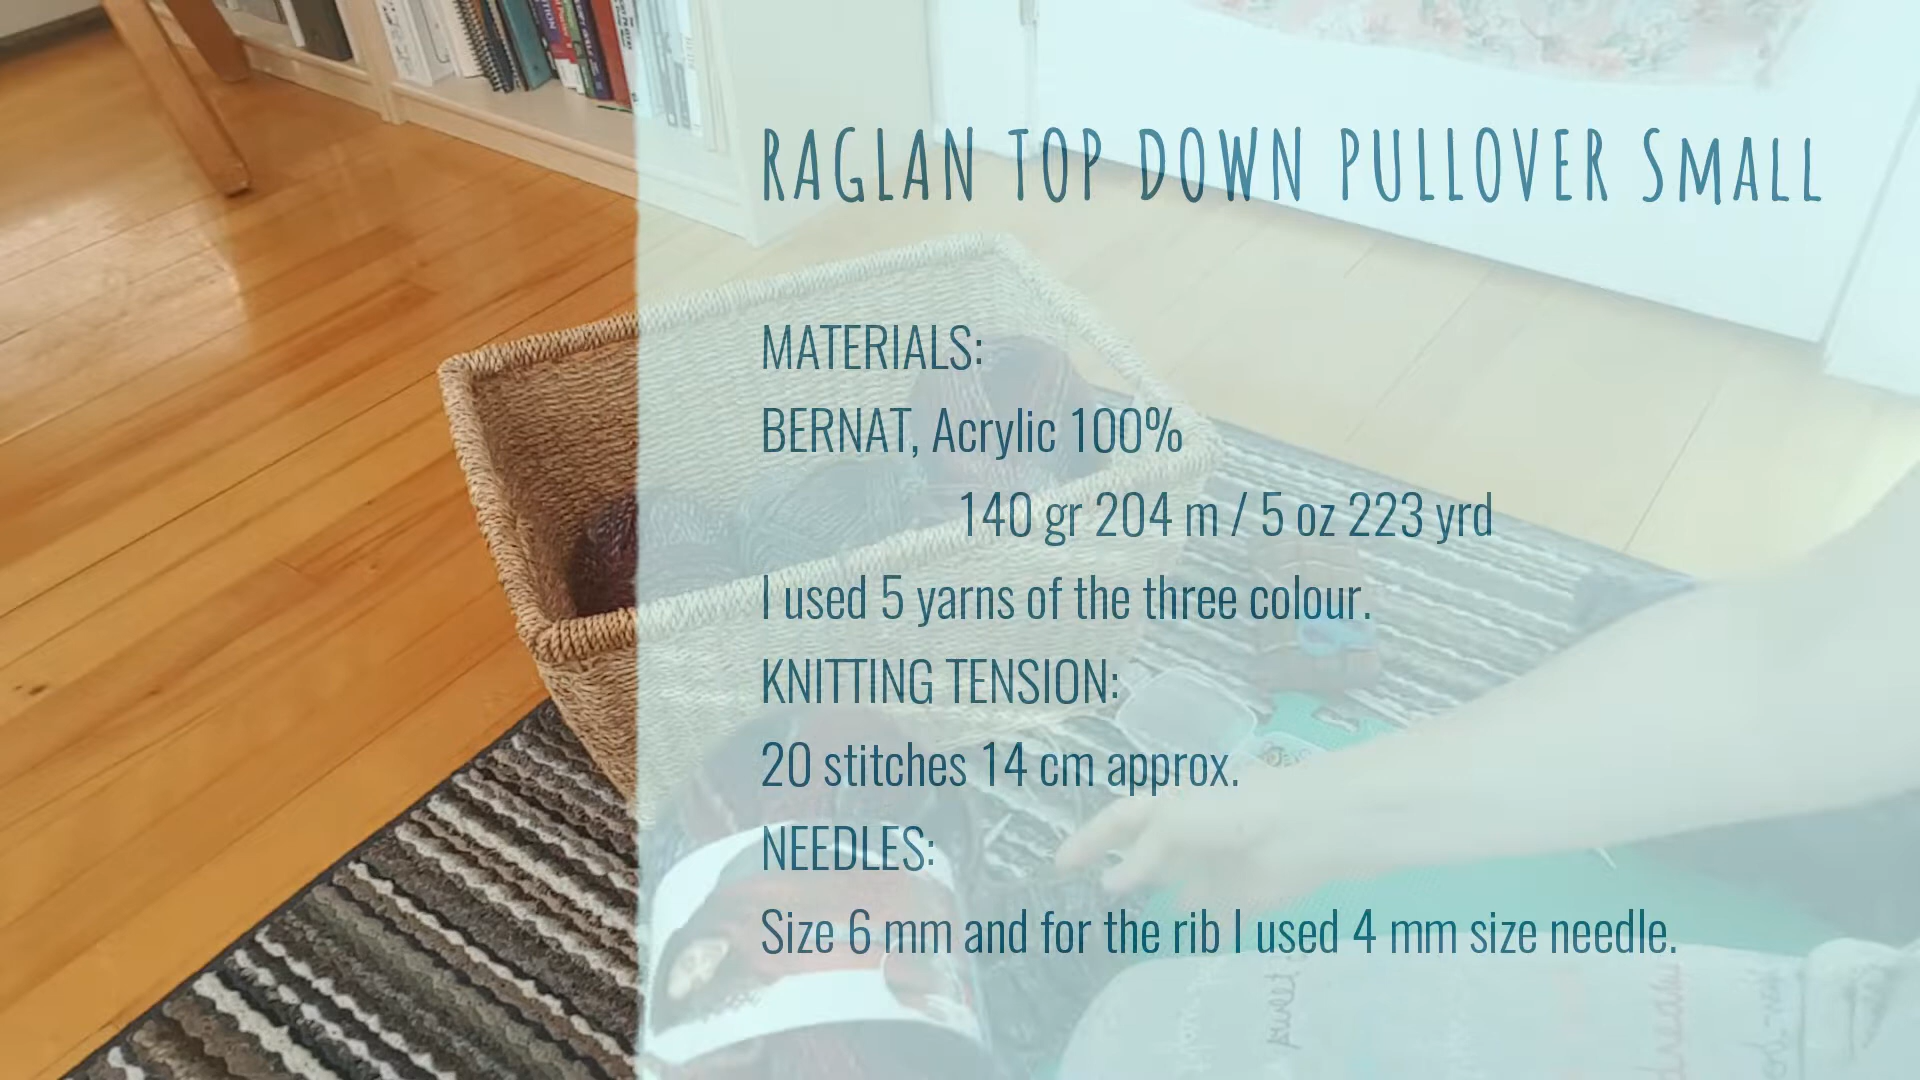 RAGLAN TOP DOWN PULLOVER SMALL
MATERIALS:
BERNAT, Acrylic 100%
140 gr 204 m / 5 oz 223 yrd
I used 5 yarns of the three colour.
KNITTING TENSION:
20 stitches 14 cm approx.
NEEDLES:
Size 6 mm and for the rib I used 4 mm size needle.